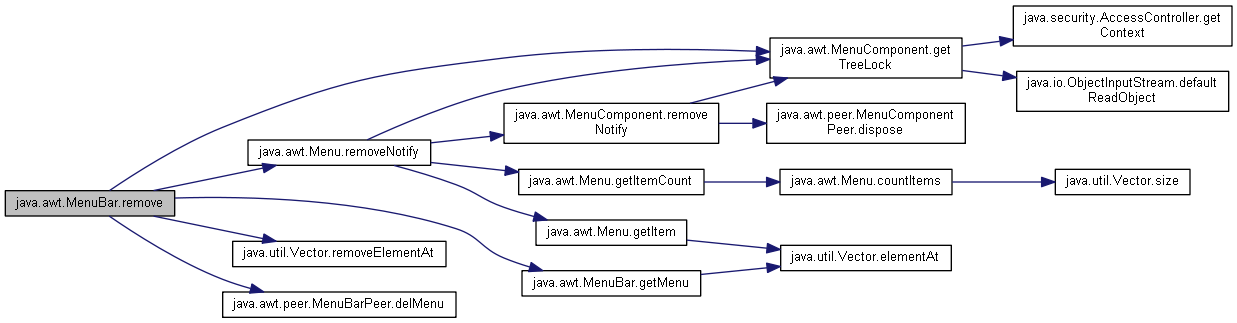 java.security.AccessController.get
Context
java.awt.MenuComponent.get
TreeLock
java.io.ObjectInputStream.default
ReadObject
java.awt.MenuComponent.remove
Notify
java.awt.peer.MenuComponent
Peer.dispose
java.awt.Menu.removeNotify
java.awt.Menu.getItemCount
java.awt.Menu.countItems
java.util.Vector.size
java.awt.MenuBar.remove
java.awt.Menu.getItem
java.util.Vector.removeElementAt
java.util.Vector.elementAt
java.awt.MenuBar.getMenu
java.awt.peer.MenuBarPeer.delMenu